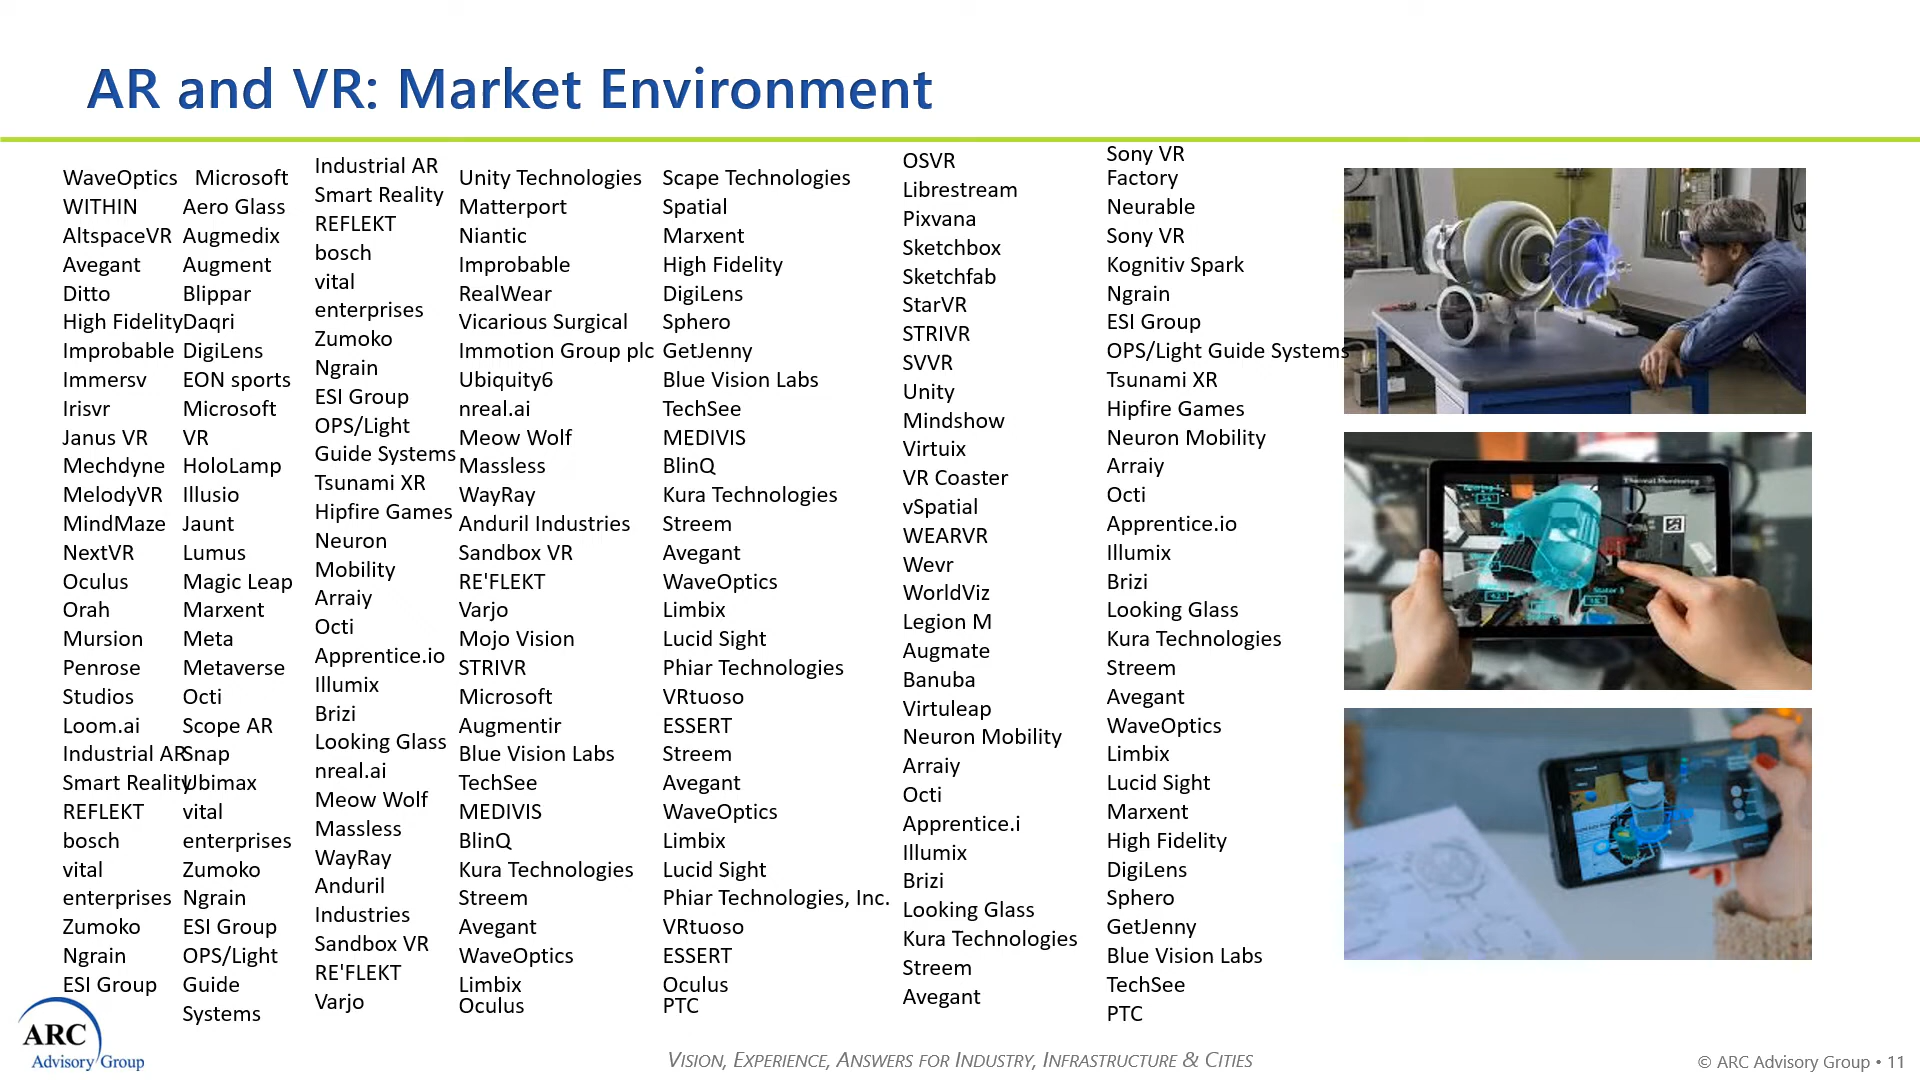 AR and VR: Market Environment
WaveOptics
WITHIN
AltspaceVR
Avegant
Ditto
High Fidelity
Improbable
Immersv
Irisvr
Janus VR
Mechdyne
MelodyVR
MindMaze
NextVR
Oculus
Orah
Mursion
Penrose
Studios
Loom.ai
Industrial AR
Smart Reality
REFLEKT
bosch
vital
enterprises
Zumoko
Ngrain
ESI Group
Microsoft
Aero Glass
Augmedix
Augment
Blippar
Daqri
DigiLens
EON sports
Microsoft
VR
HoloLamp
Illusio
Jaunt
Lumus
Magic Leap
Marxent
Meta
Metaverse
Octi
Scope AR
Snap
Ubimax
vital
enterprises
Zumoko
Ngrain
ESI Group
OPS/Light
Guide
Systems
Industrial AR
Smart Reality
REFLEKT
bosch
vital
enterprises
Zumoko
Ngrain
ESI Group
OPS/Light
Guide Systems
Tsunami XR
Hipfire Games
Neuron
Mobility
Arraiy
Octi
Apprentice.io
Illumix
Brizi
Looking Glass
nreal.ai
Meow Wolf
Massless
WayRay
Anduril
Industries
Sandbox VR
RE'FLEKT
Varjo
Unity Technologies
Matterport
Niantic
Improbable
RealWear
Vicarious Surgical
Immotion Group plc
Ubiquity6
nreal.ai
Meow Wolf
Massless
WayRay
Anduril Industries
Sandbox VR
RE'FLEKT
Varjo
Mojo Vision
STRIVR
Microsoft
Augmentir
Blue Vision Labs
TechSee
MEDIVIS
BlinQ
Kura Technologies
Streem
Avegant
WaveOptics
Limbix
Oculus
Scape Technologies
Spatial
Marxent
High Fidelity
DigiLens
Sphero
GetJenny
Blue Vision Labs
TechSee
MEDIVIS
BlinQ
Kura Technologies
Streem
Avegant
WaveOptics
Limbix
Lucid Sight
Phiar Technologies
VRtuoso
ESSERT
Streem
Avegant
WaveOptics
Limbix
Lucid Sight
Phiar Technologies, Inc.
VRtuoso
ESSERT
Oculus
PTC
OSVR
Librestream
Pixvana
Sketchbox
Sketchfab
StarVR
STRIVR
SVVR
Unity
Mindshow
Virtuix
VR Coaster
vSpatial
WEARVR
Wevr
WorldViz
Legion M
Augmate
Banuba
Virtuleap
Neuron Mobility
Arraiy
Octi
Apprentice.i
Illumix
Brizi
Looking Glass
Kura Technologies
Streem
Avegant
Sony VR
Factory
Neurable
Sony VR
Kognitiv Spark
Ngrain
ESI Group
OPS/Light Guide Systems
Tsunami XR
Hipfire Games
Neuron Mobility
Arraiy
Octi
Apprentice.io
Illumix
Brizi
Looking Glass
Kura Technologies
Streem
Avegant
WaveOptics
Limbix
Lucid Sight
Marxent
High Fidelity
DigiLens
Sphero
GetJenny
Blue Vision Labs
TechSee
PTC
Thermal Monitoring
ARC
Advisory Group
VISION, EXPERIENCE, ANSWERS FOR INDUSTRY, INFRASTRUCTURE & CITIES
© ARC Advisory Group • 11